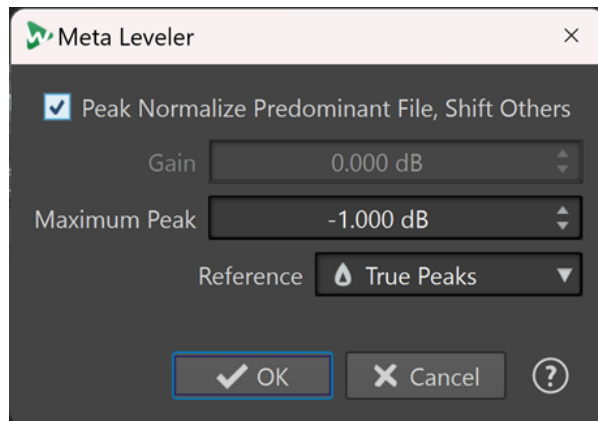 Meta Leveler
Peak Normalize Predominant File, Shift Others
Gain 0.000 dB
Maximum Peak -1.000 dB
Reference True Peaks
OK Cancel ?